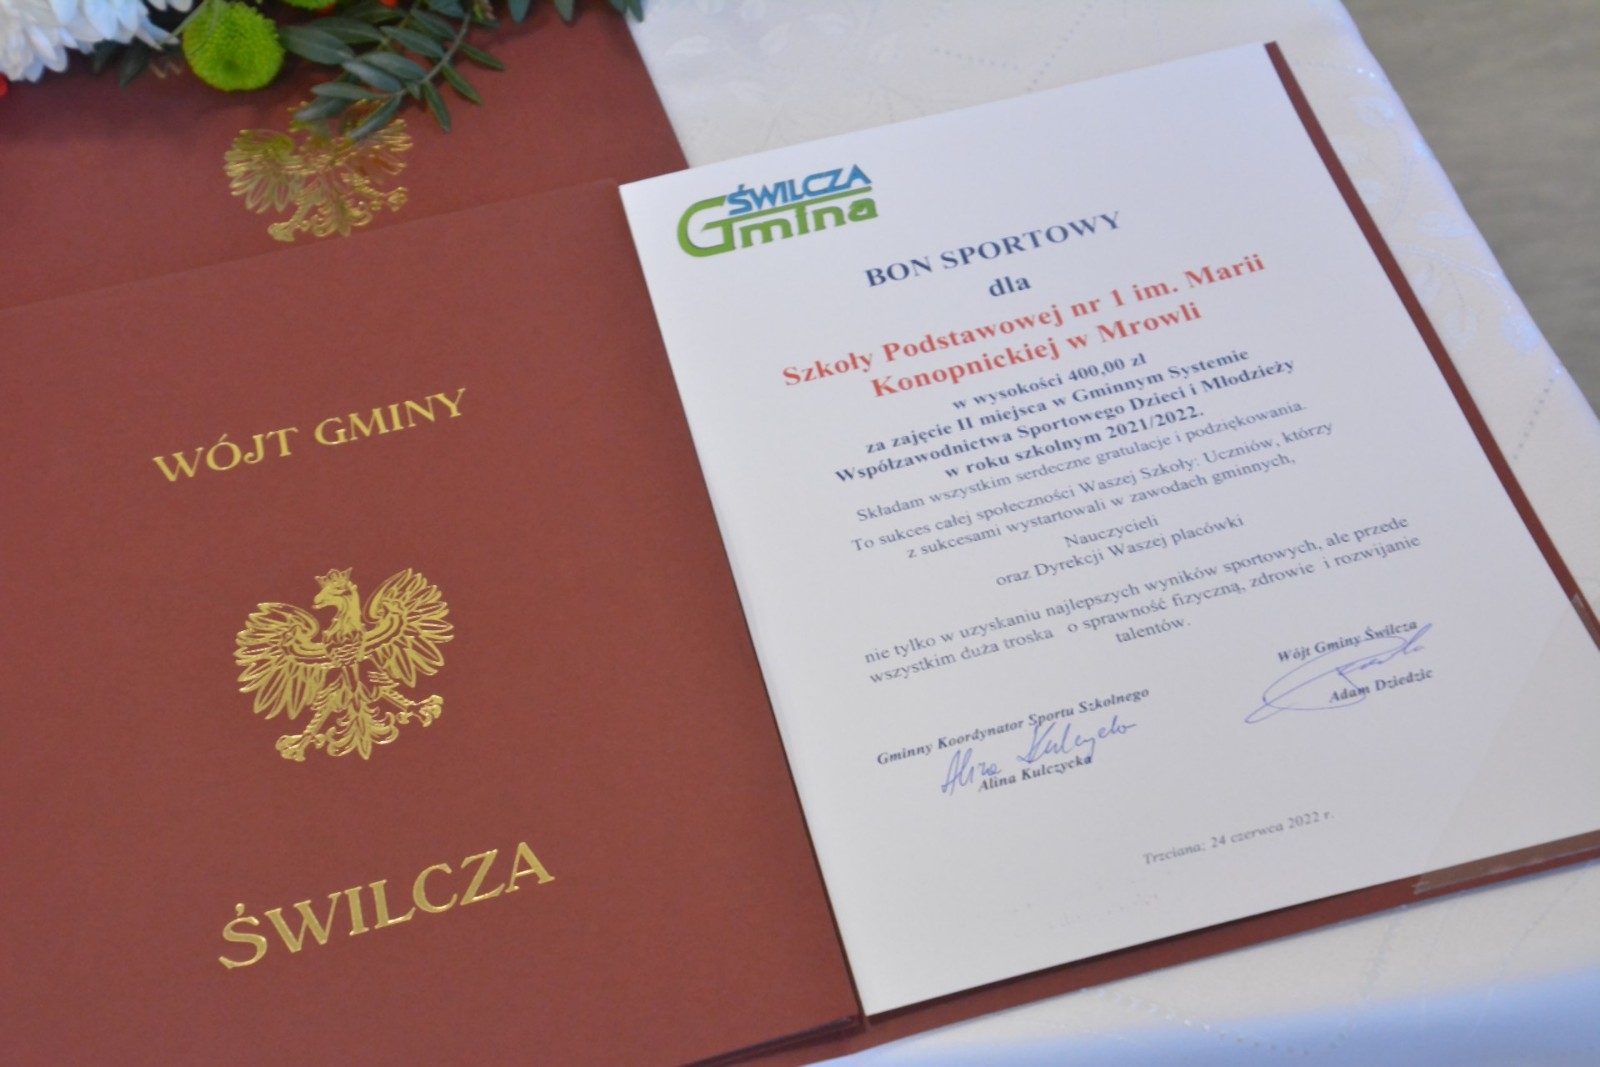 WÓJT GMINY
ŚWILCZA
ŚWILCZA
Gmina
BON SPORTOWY
dla
Szkoły Podstawowej nr 1 im. Marii
Konopnickiej w Mrowli
w wysokości 400,00 zł
za zajęcie II miejsca w Gminnym Systemie
Współzawodnictwa Sportowego Dzieci i Młodzieży
w roku szkolnym 2021/2022.
Składam wszystkim serdeczne gratulacje i podziękowania.
To sukces całej społeczności Waszej Szkoły: Uczniów, którzy
z sukcesami wystartowali w zawodach gminnych,
Nauczycieli
oraz Dyrekcji Waszej placówki
nie tylko w uzyskaniu najlepszych wyników sportowych, ale przede
wszystkim duża troska o sprawność fizyczną, zdrowie i rozwijanie
talentów.
Gminny Koordynator Sportu Szkolnego
Alina Kulczycka
Alina Kulczycka
Wójt Gminy Świlcza
Adam Dziedzic
Trzciana; 24 czerwca 2022 r.